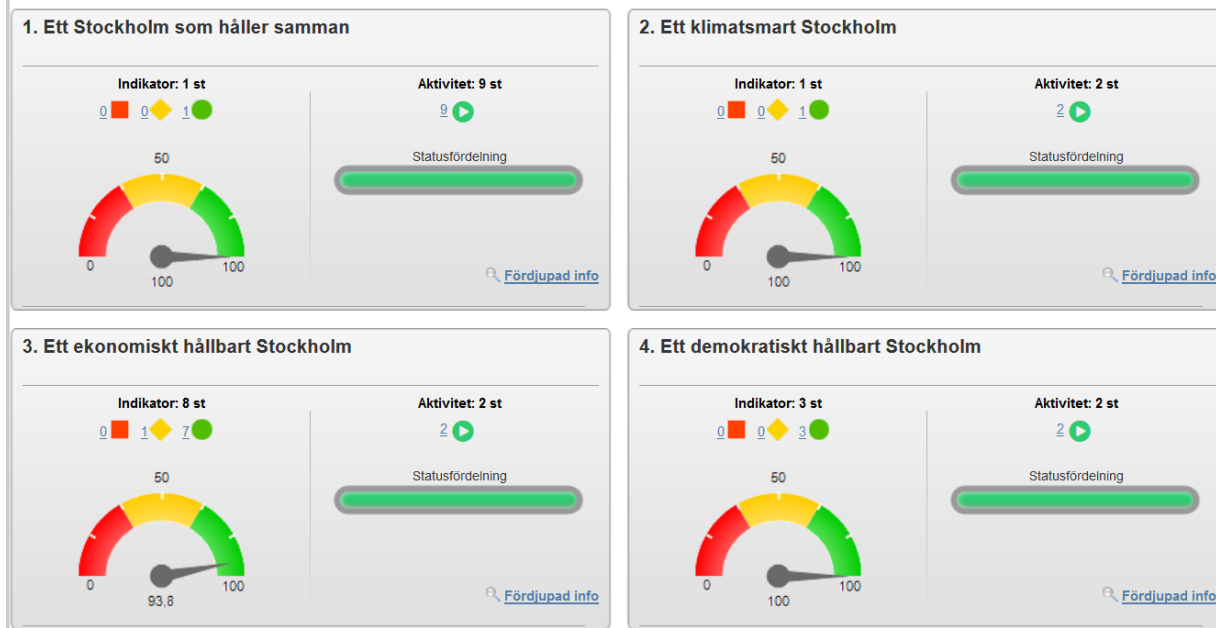 1. Ett Stockholm som håller samman
Indikator: 1 st
Aktivitet: 9 st
0 0 1
9
50
Statusfördelning
0 100
100
Fördjupad info
2. Ett klimatsmart Stockholm
Indikator: 1 st
Aktivitet: 2 st
0 0 1
2
50
Statusfördelning
0 100
100
Fördjupad info
3. Ett ekonomiskt hållbart Stockholm
Indikator: 8 st
Aktivitet: 2 st
0 1 7
2
50
Statusfördelning
0 100
93,8
Fördjupad info
4. Ett demokratiskt hållbart Stockholm
Indikator: 3 st
Aktivitet: 2 st
0 0 3
2
50
Statusfördelning
0 100
100
Fördjupad info